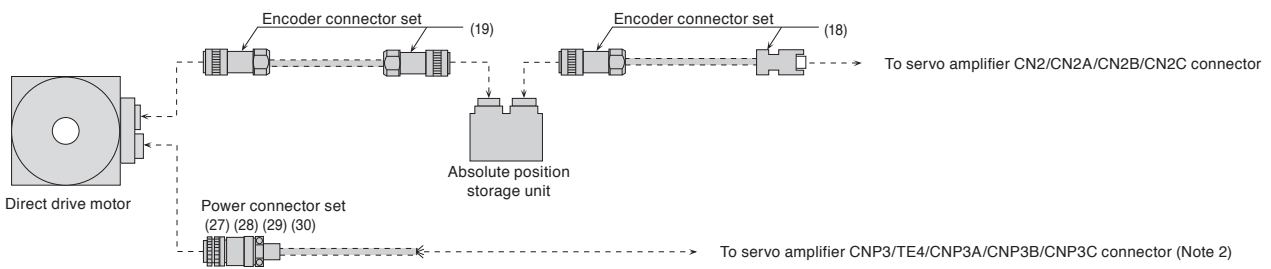 Encoder connector set
(19)
Encoder connector set
(18)
To servo amplifier CN2/CN2A/CN2B/CN2C connector
Absolute position
storage unit
Direct drive motor
Power connector set
(27) (28) (29) (30)
To servo amplifier CNP3/TE4/CNP3A/CNP3B/CNP3C connector (Note 2)